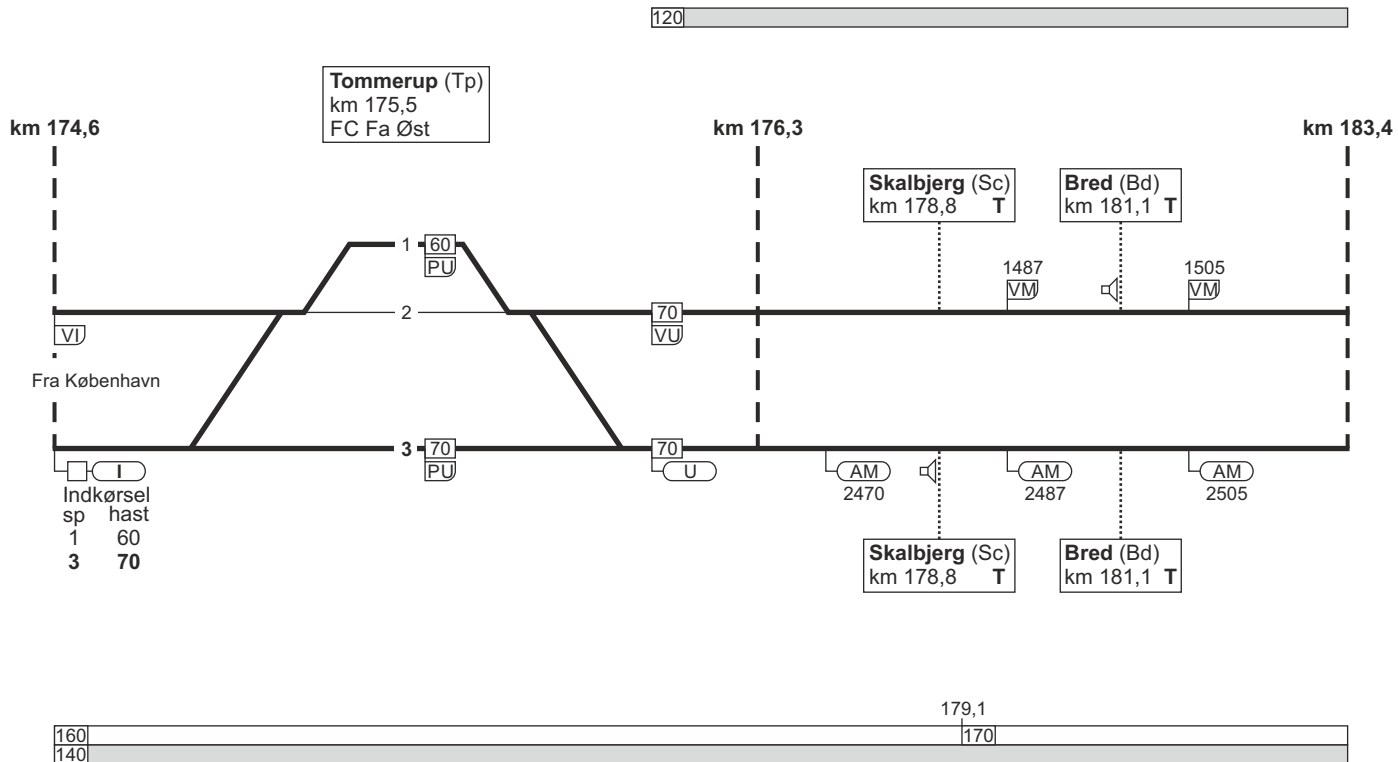 120
Tommerup (Tp)
km 175,5
FC Fa Øst
km 174,6
km 176,3
km 183,4
Skalbjerg (Sc)
km 178,8 T
Bred (Bd)
km 181,1 T
1 60
PU
1487
VM
1505
VM
2
70
VI
VU
Fra København
3 70
PU
70
I
U
AM
2470
AM
2487
AM
2505
Indkørsel
sp hast
1 60
3 70
Skalbjerg (Sc)
km 178,8 T
Bred (Bd)
km 181,1 T
179,1
160
170
140